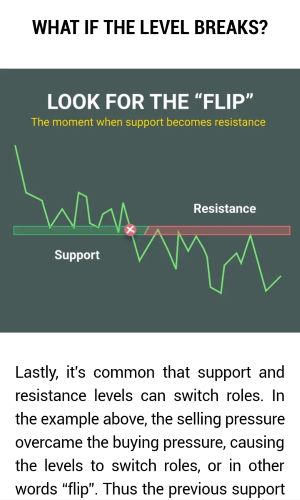 WHAT IF THE LEVEL BREAKS?
LOOK FOR THE “FLIP”
The moment when support becomes resistance
Resistance
Support
Lastly, it's common that support and
resistance levels can switch roles. In
the example above, the selling pressure
overcame the buying pressure, causing
the levels to switch roles, or in other
words “flip”. Thus the previous support